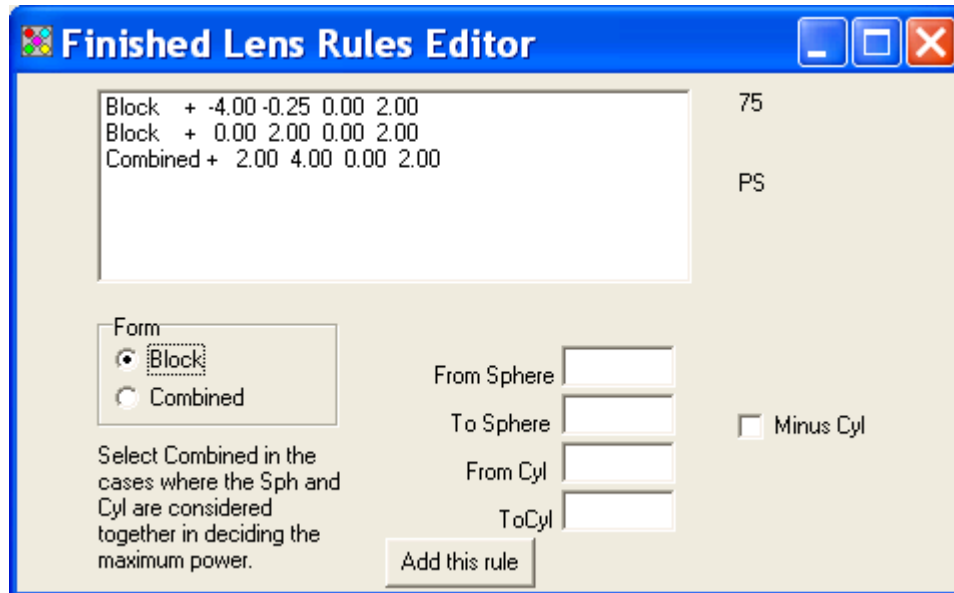 Finished Lens Rules Editor
Block + -4.00 -0.25 0.00 2.00
Block + 0.00 2.00 0.00 2.00
Combined + 2.00 4.00 0.00 2.00
75
PS
Form
Block
Combined
Select Combined in the
cases where the Sph and
Cyl are considered
together in deciding the
maximum power.
From Sphere
To Sphere
From Cyl
ToCyl
Minus Cyl
Add this rule